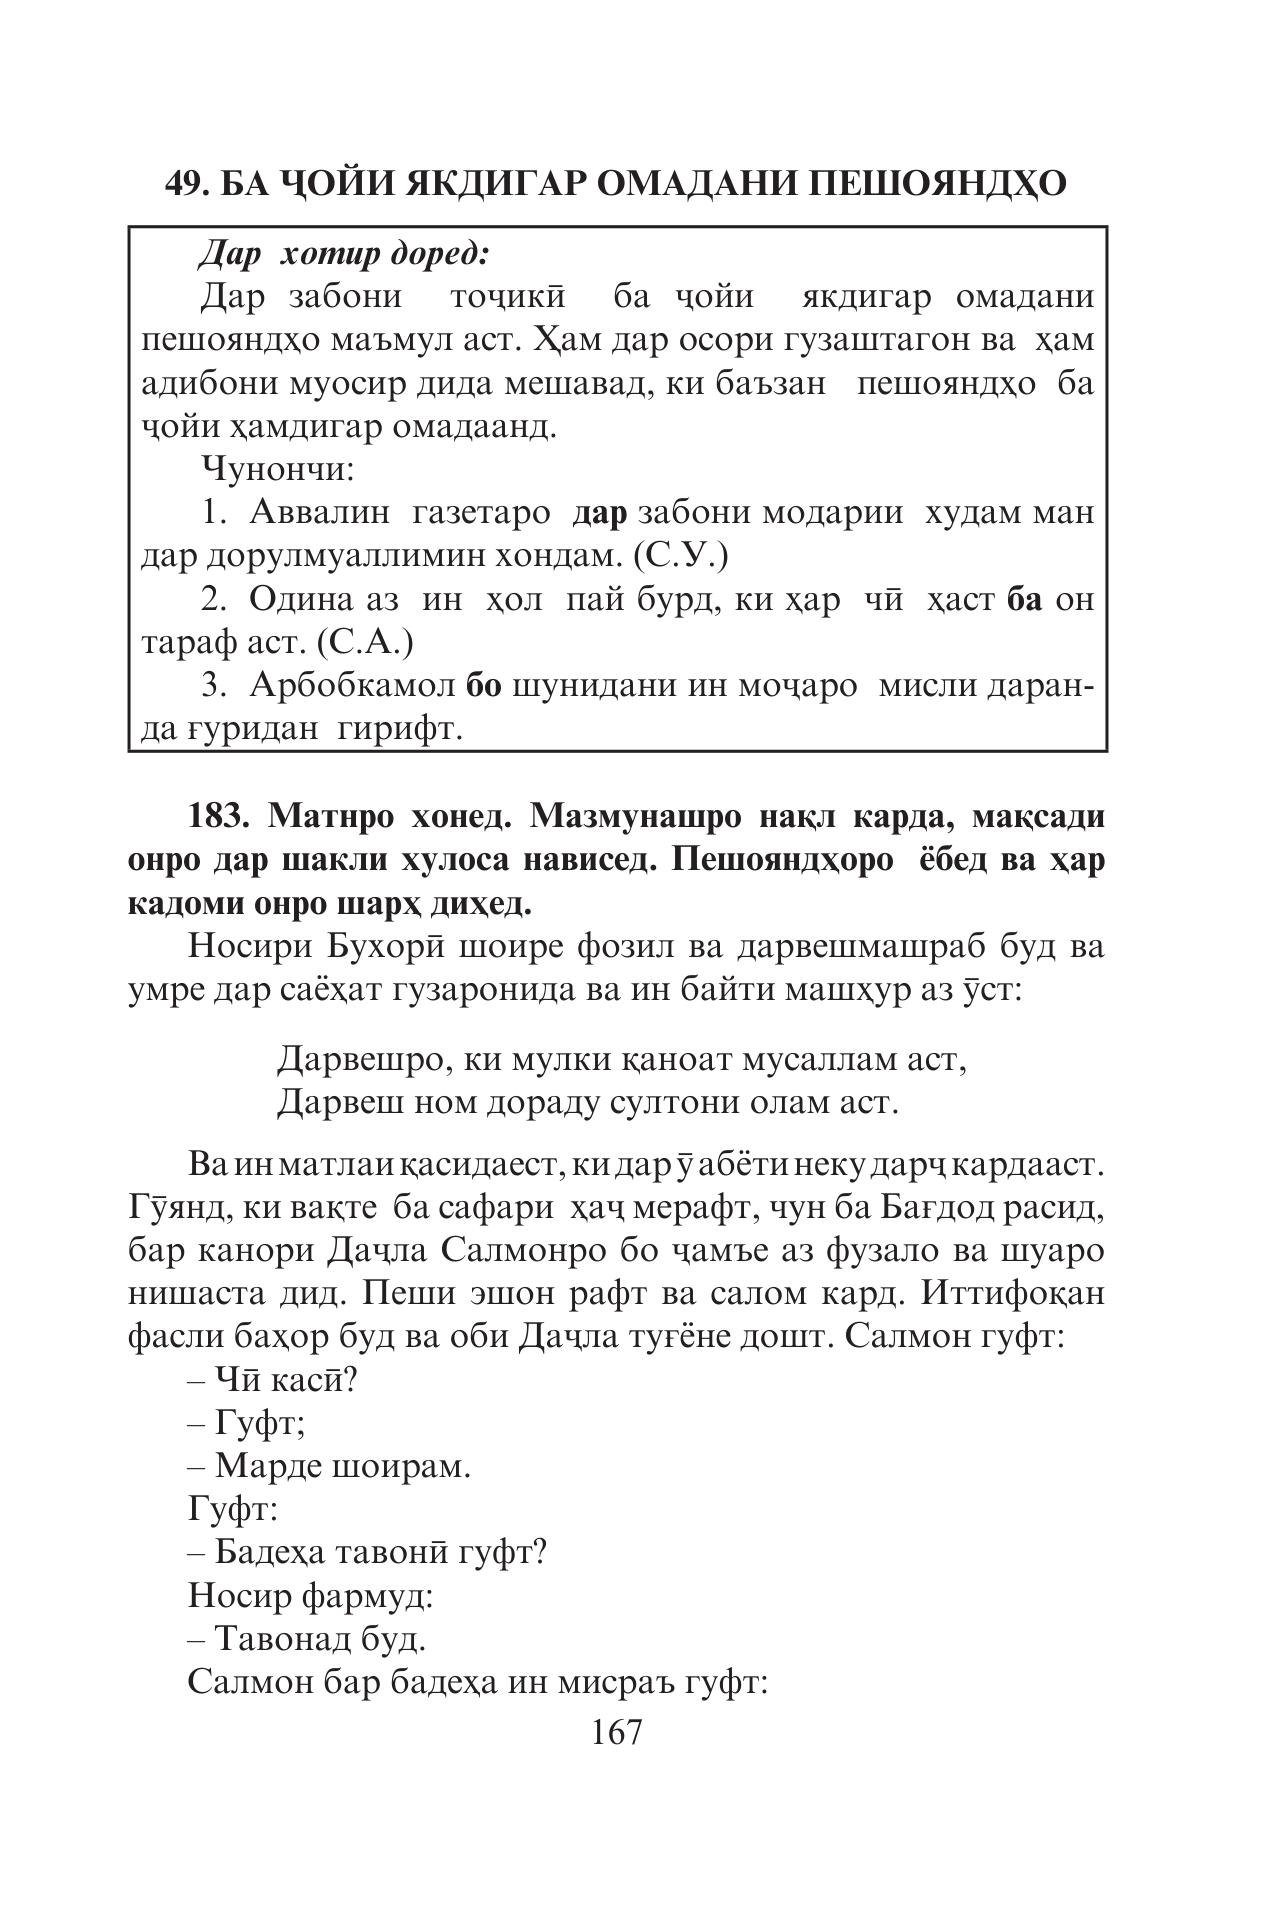 49. БА ҶОЙИ ЯКДИГАР ОМАДАНИ ПЕШОЯНДҲО
Дар хотир доред:
Дар забони тоҷикӣ ба ҷойи якдигар омадани
пешояндҳо маъмул аст. Ҳам дар осори гузаштагон ва ҳам
адибони муосир дида мешавад, ки баъзан пешояндҳо ба
ҷойи ҳамдигар омадаанд.
Чунончи:
1. Аввалин газетаро дар забони модарии худам ман
дар дорулмуаллимин хондам. (С.У.)
2. Одина аз ин ҳол пай бурд, ки ҳар чӣ ҳаст ба он
тараф аст. (С.А.)
3. Арбобкамол бо шунидани ин моҷаро мисли даран-
да ғуридан гирифт.
183. Матнро хонед. Мазмунашро нақл карда, мақсади
онро дар шакли хулоса нависед. Пешояндҳоро ёбед ва ҳар
кадоми онро шарҳ диҳед.
Носири Бухорӣ шоире фозил ва дарвешмашраб буд ва
умре дар саёҳат гузаронида ва ин байти машҳур аз ӯст:
Дарвешро, ки мулки қаноат мусаллам аст,
Дарвеш ном дораду султони олам аст.
Ва ин матлаи қасидаест, ки дар ӯ абёти неку дарҷ кардааст.
Гӯянд, ки вақте ба сафари ҳаҷ мерафт, чун ба Бағдод расид,
бар канори Даҷла Салмонро бо ҷамъе аз фузало ва шуаро
нишаста дид. Пеши эшон рафт ва салом кард. Иттифоқан
фасли баҳор буд ва оби Даҷла туғёне дошт. Салмон гуфт:
– Чӣ касӣ?
– Гуфт;
– Марде шоирам.
Гуфт:
– Бадеҳа тавонӣ гуфт?
Носир фармуд:
– Тавонад буд.
Салмон бар бадеҳа ин мисраъ гуфт:
167